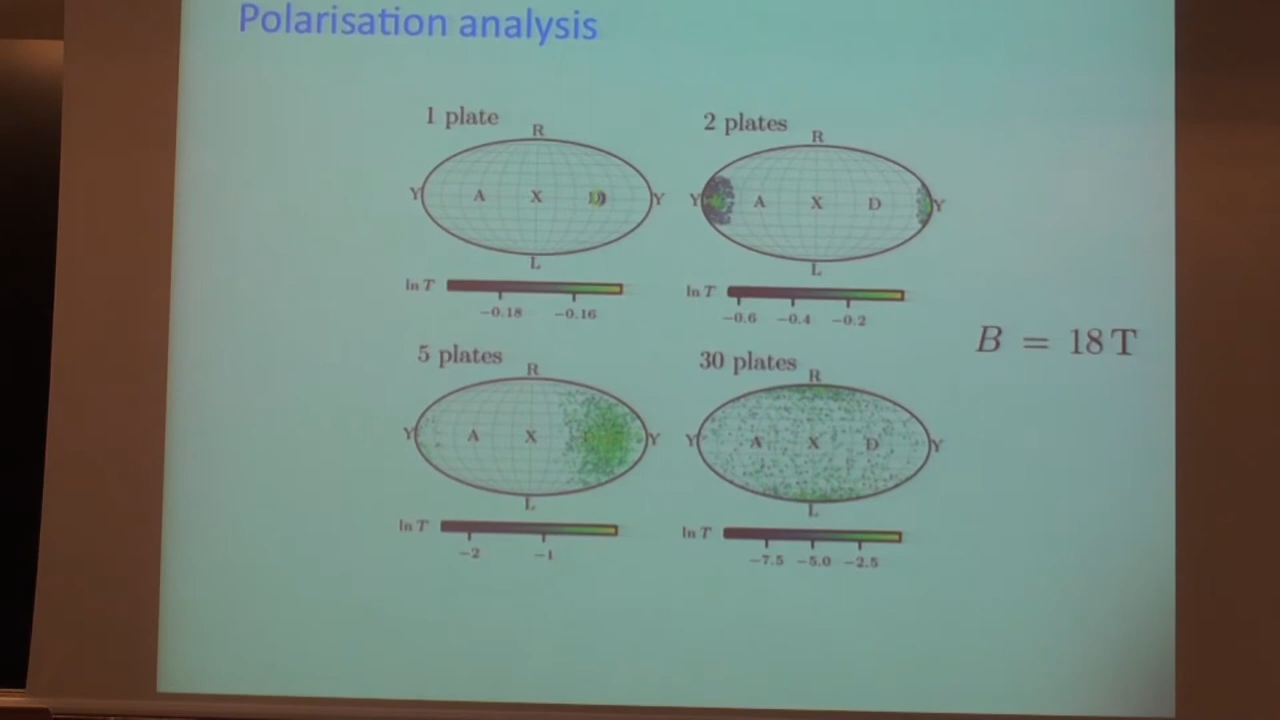 Polarisation analysis
1 plate
R
Y A X D Y
L
ln T
−0.18 −0.16
2 plates
R
Y A X D Y
L
ln T
−0.6 −0.4 −0.2
B = 18 T
5 plates
R
Y A X Y
L
ln T
−2 −1
30 plates
R
Y A X D Y
L
ln T
−7.5 −5.0 −2.5